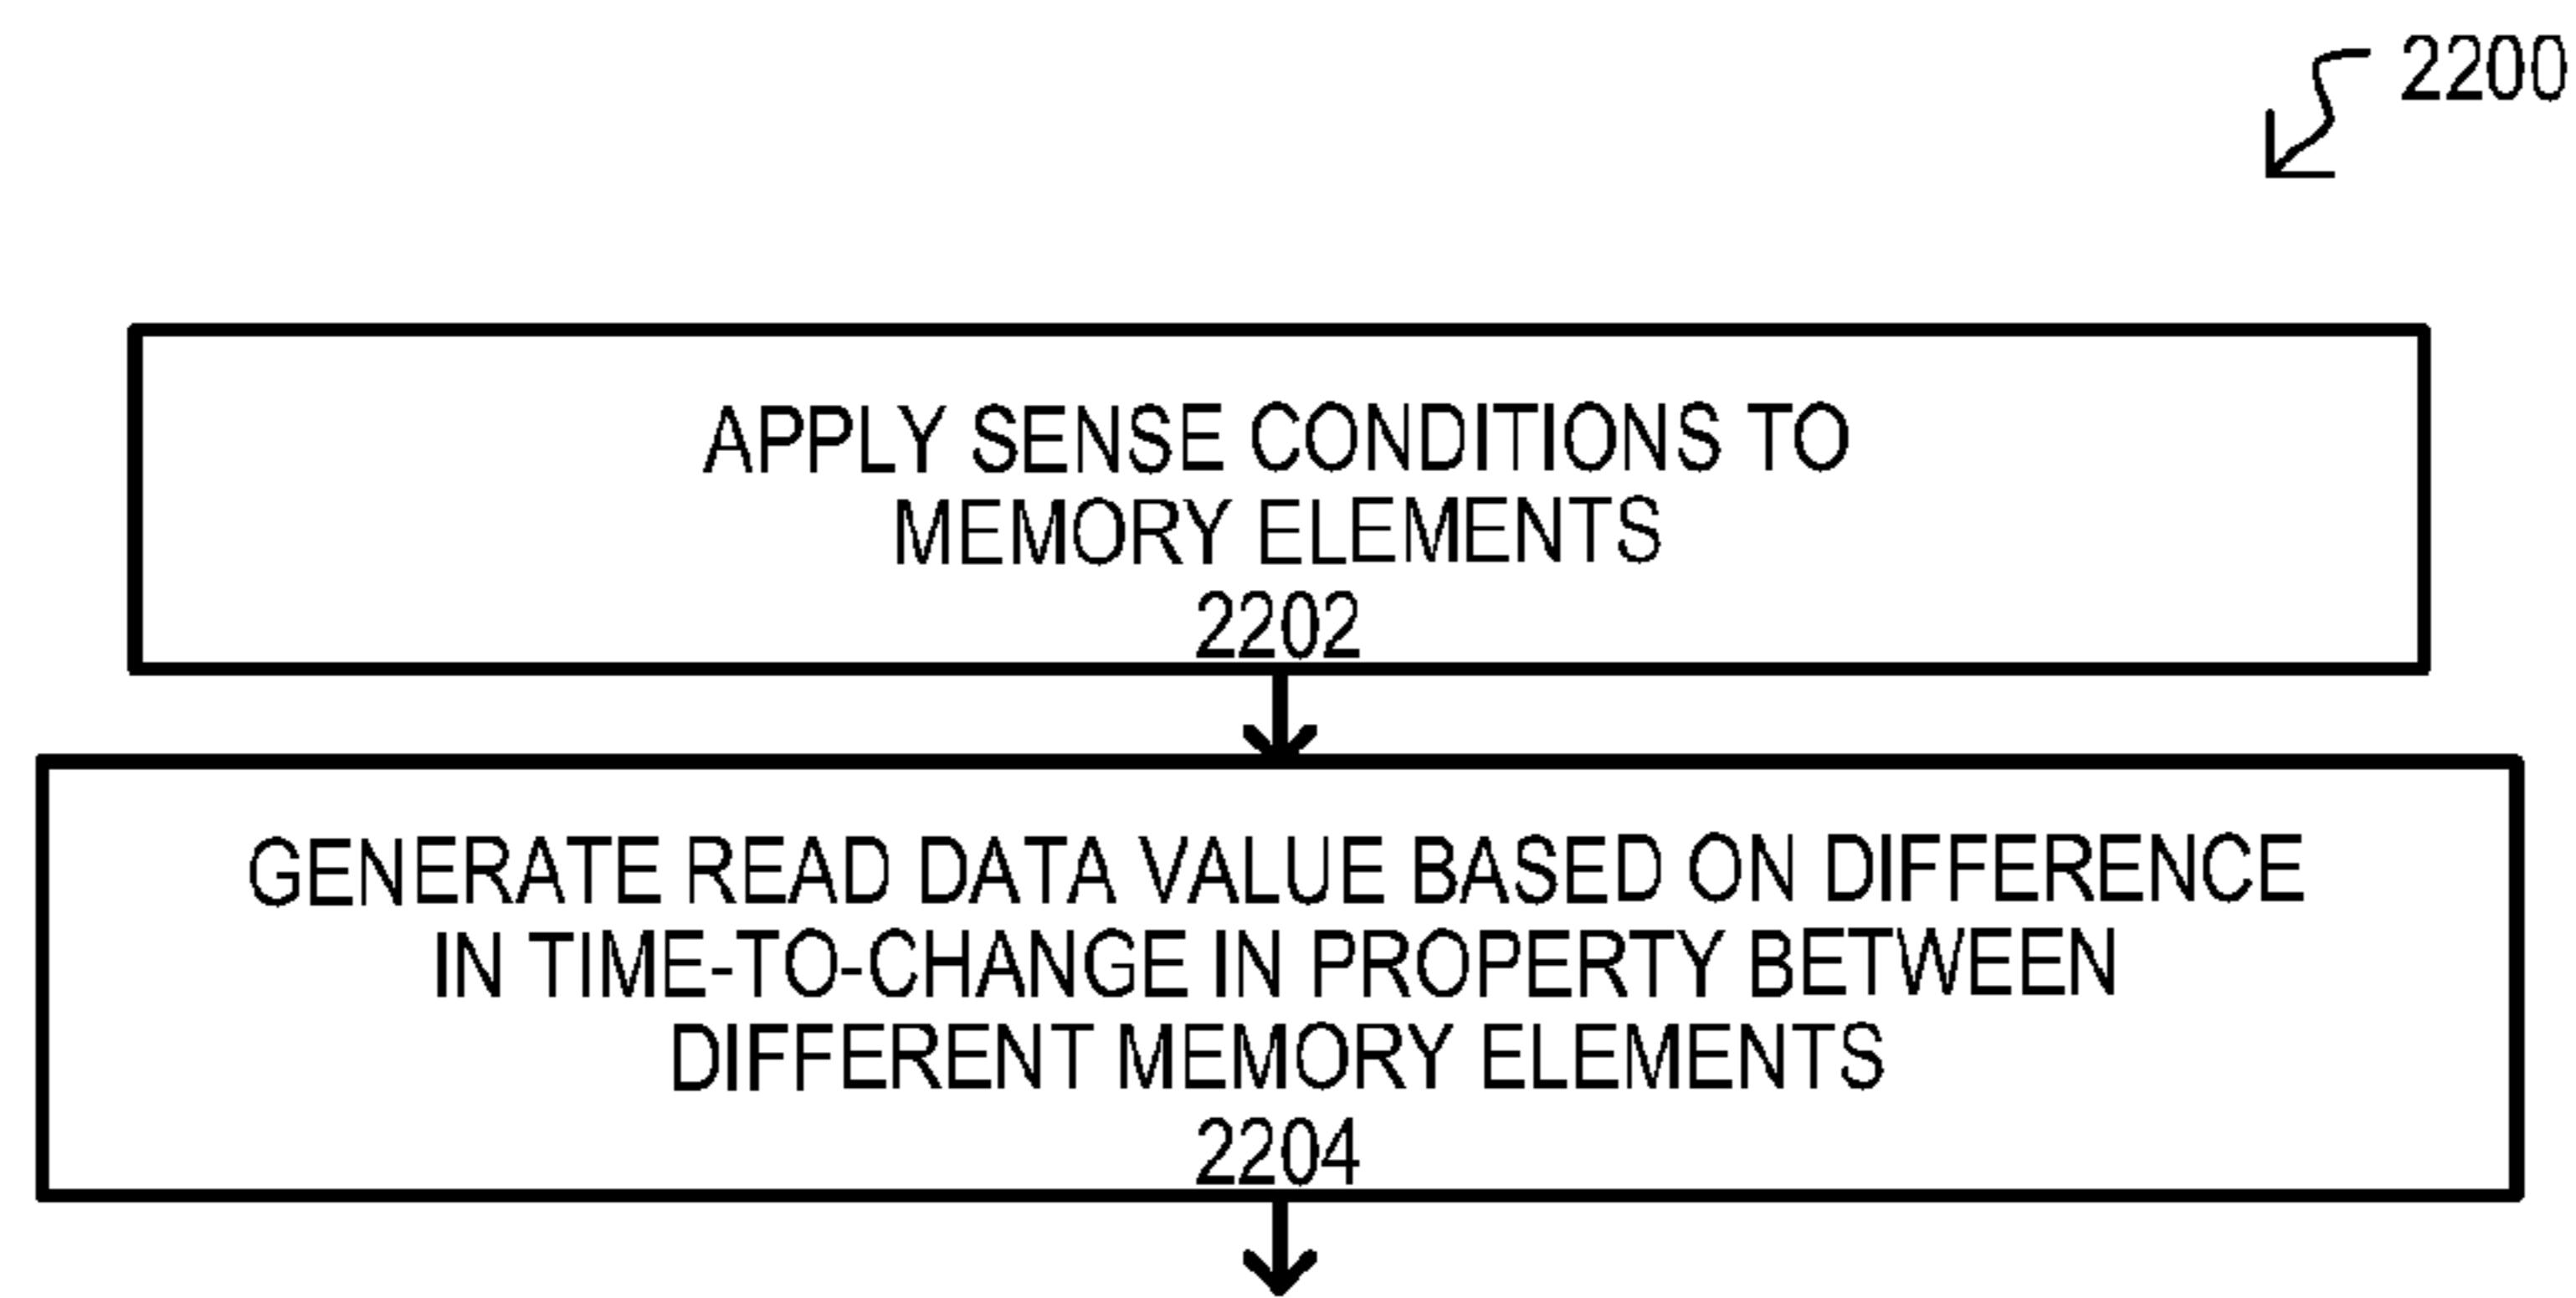 2200
APPLY SENSE CONDITIONS TO
MEMORY ELEMENTS
2202
GENERATE READ DATA VALUE BASED ON DIFFERENCE
IN TIME-TO-CHANGE IN PROPERTY BETWEEN
DIFFERENT MEMORY ELEMENTS
2204